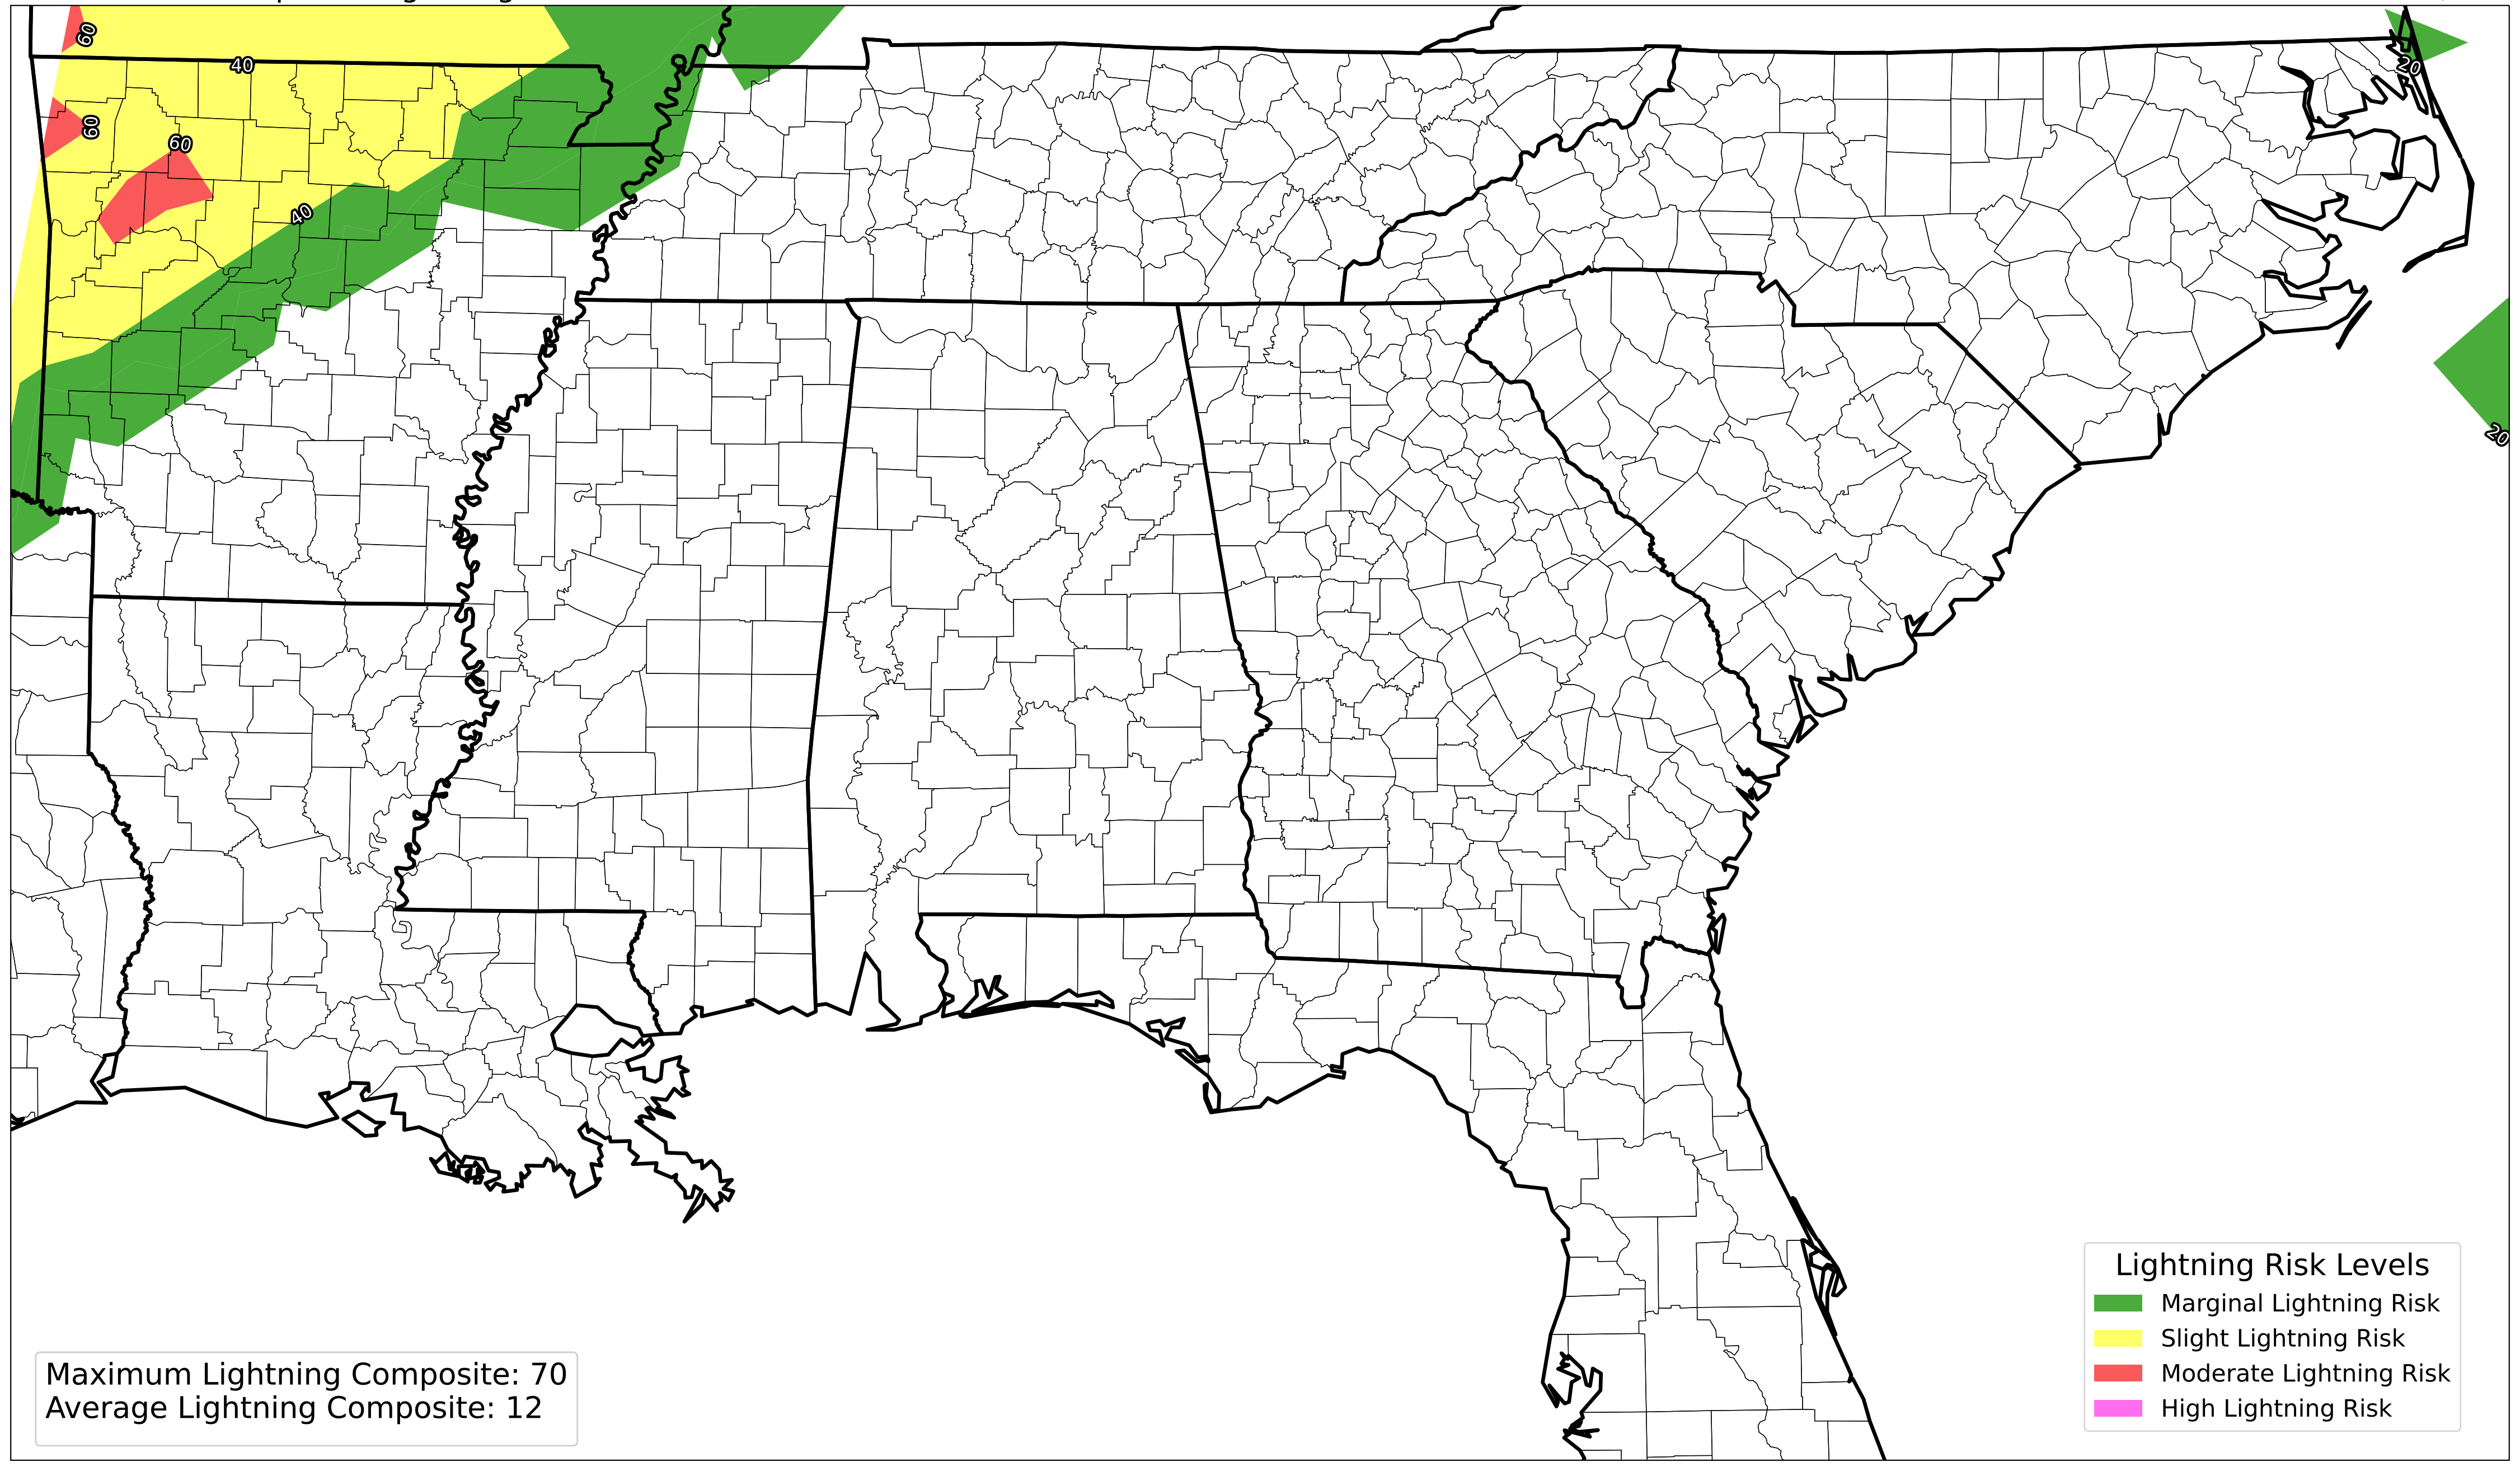 60
40
20
60
60
40
20
Lightning Risk Levels
Marginal Lightning Risk
Slight Lightning Risk
Moderate Lightning Risk
High Lightning Risk
Maximum Lightning Composite: 70
Average Lightning Composite: 12